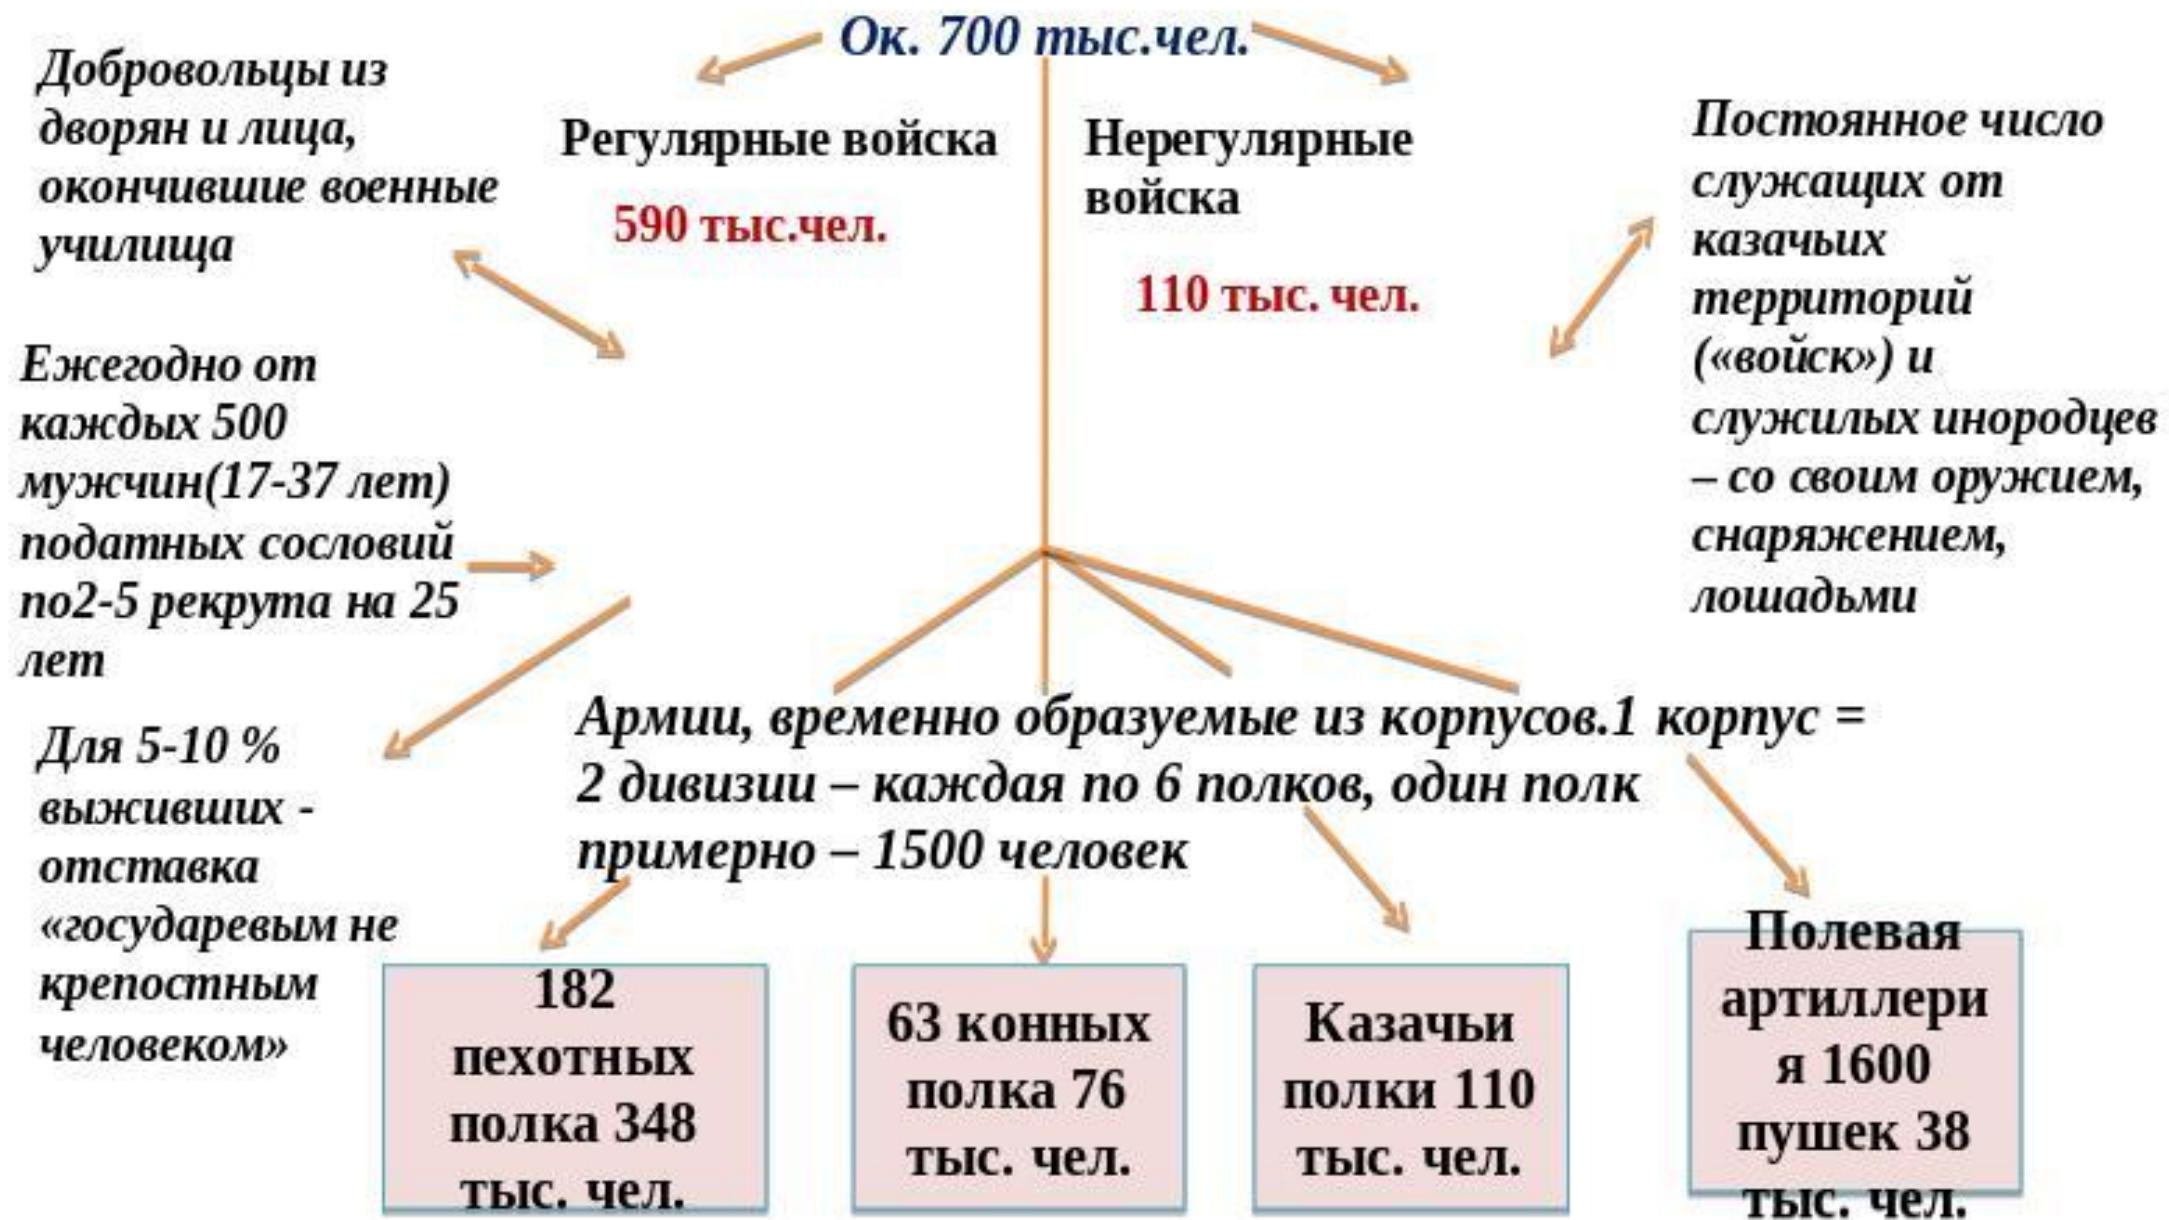 Ок. 700 тыс.чел.
Добровольцы из
дворян и лица,
окончившие военные
училища
Регулярные войска
590 тыс.чел.
Нерегулярные
войска
110 тыс. чел.
Постоянное число
служащих от
казачьих
территорий
(«войск») и
служилых инородцев
– со своим оружием,
снаряжением,
лошадьми
Ежегодно от
каждых 500
мужчин(17-37 лет)
податных сословий
по2-5 рекрута на 25
лет
Для 5-10 %
выживших -
отставка
«государевым не
крепостным
человеком»
Армии, временно образуемые из корпусов.1 корпус =
2 дивизии – каждая по 6 полков, один полк
примерно – 1500 человек
182
пехотных
полка 348
тыс. чел.
63 конных
полка 76
тыс. чел.
Казачьи
полки 110
тыс. чел.
Полевая
артиллери
я 1600
пушек 38
тыс. чел.